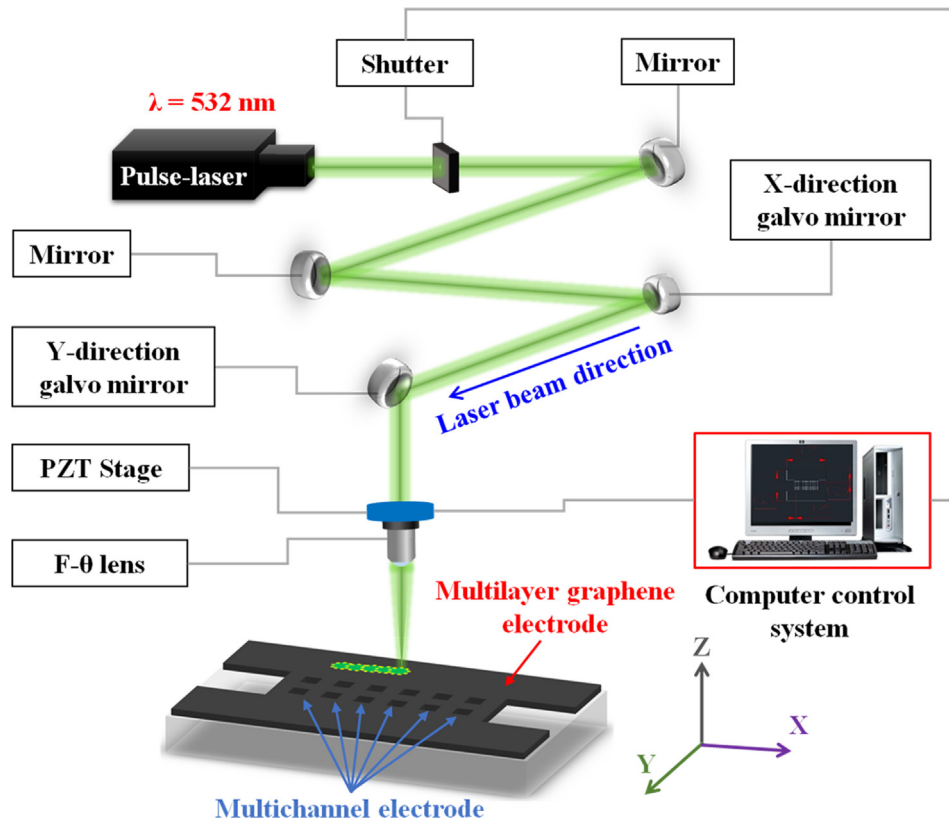 Shutter
Mirror
λ = 532 nm
Pulse-laser
X-direction
galvo mirror
Mirror
Y-direction
galvo mirror
Laser beam direction
PZT Stage
F-θ lens
Multilayer graphene
electrode
Computer control
system
Z
X
Y
Multichannel electrode